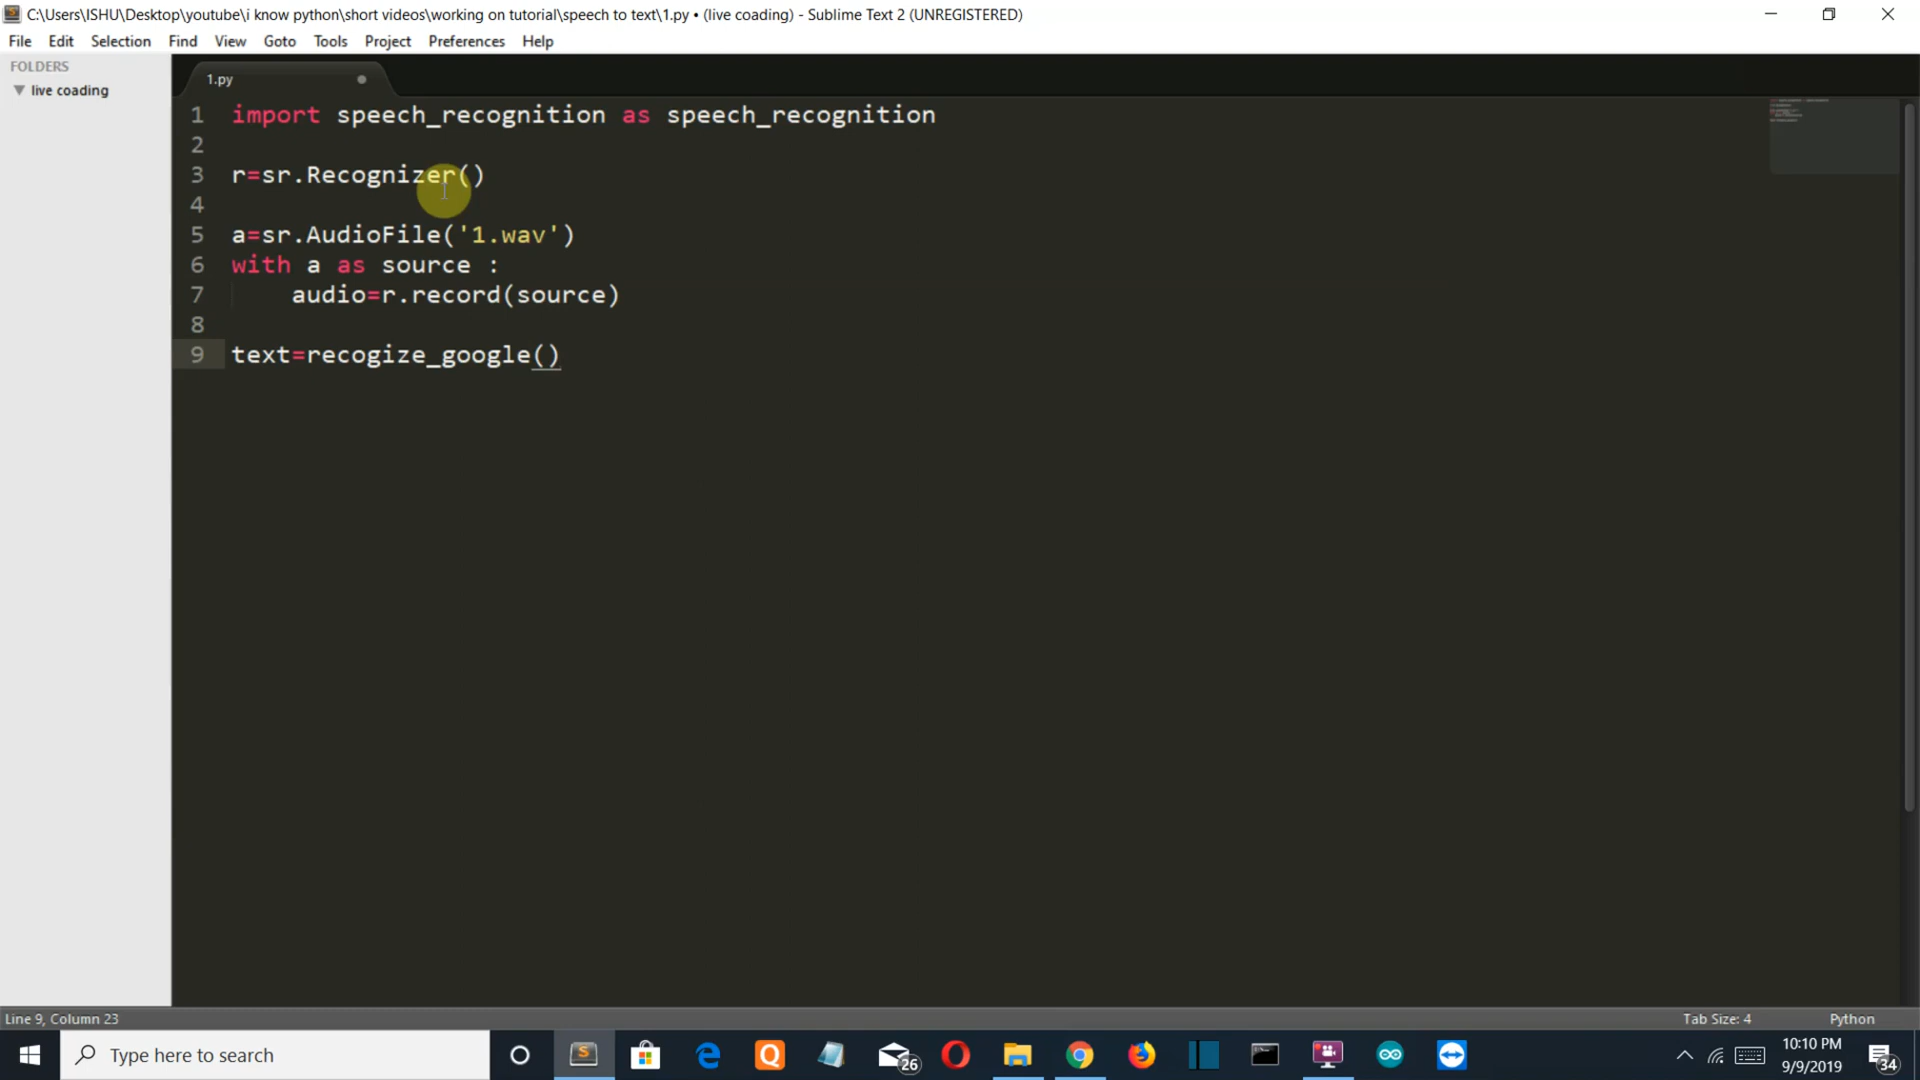 C:\Users\ISHU\Desktop\youtube\i know python\short videos\working on tutorial\speech to text\1.py • (live coading) - Sublime Text 2 (UNREGISTERED)
File Edit Selection Find View Goto Tools Project Preferences Help
FOLDERS
live coading
1.py
1 import speech_recognition as speech_recognition
2
3 r=sr.Recognizer()
4
5 a=sr.AudioFile('1.wav')
6 with a as source :
7 audio=r.record(source)
8
9 text=recogize_google()
Line 9, Column 23
Tab Size: 4
Python
Type here to search
26
10:10 PM
9/9/2019
34